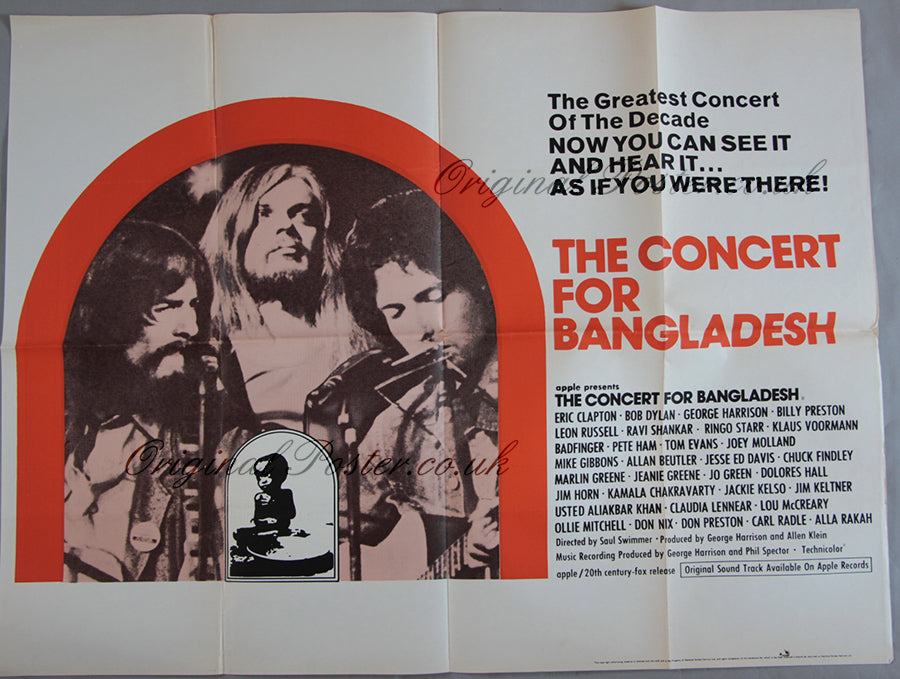 The Greatest Concert
Of The Decade
NOW YOU CAN SEE IT
AND HEAR IT...
AS IF YOU WERE THERE!
THE CONCERT
FOR
BANGLADESH
apple presents
THE CONCERT FOR BANGLADESH
ERIC CLAPTON · BOB DYLAN · GEORGE HARRISON · BILLY PRESTON
LEON RUSSELL · RAVI SHANKAR · RINGO STARR · KLAUS VOORMANN
BADFINGER · PETE HAM · TOM EVANS · JOEY MOLLAND
MIKE GIBBONS · ALLAN BEUTLER · JESSE ED DAVIS · CHUCK FINDLEY
MARLIN GREENE · JEANIE GREENE · JO GREEN · DOLORES HALL
JIM HORN · KAMALA CHAKRAVARTY · JACKIE KELSO · JIM KELTNER
USTED ALIAKBAR KHAN · CLAUDIA LENNEAR · LOU McCREARY
OLLIE MITCHELL · DON NIX · DON PRESTON · CARL RADLE · ALLA RAKAH
Directed by Saul Swimmer · Produced by George Harrison and Allen Klein
Music Recording Produced by George Harrison and Phil Spector · Technicolor®
apple/20th century-fox release Original Sound Track Available On Apple Records
Original Poster.co.uk
Original Poster.co.uk